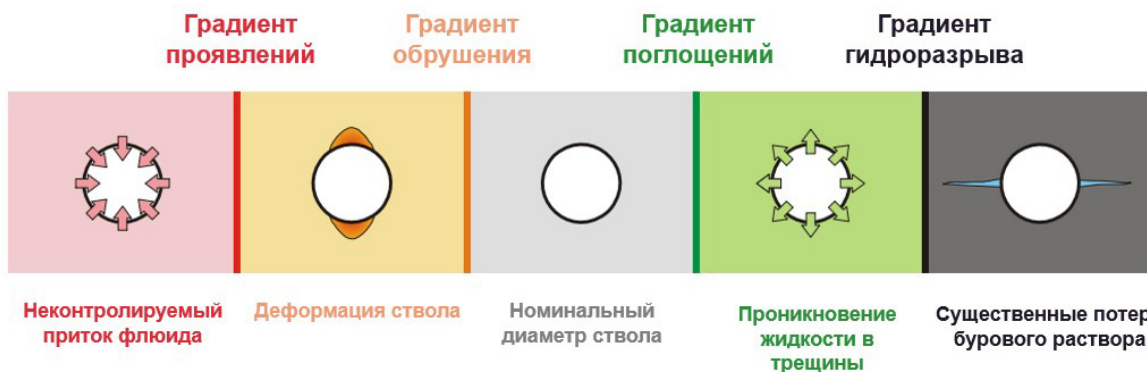 Градиент
проявлений
Градиент
обрушения
Градиент
поглощений
Градиент
гидроразрыва
Неконтролируемый
приток флюида
Деформация ствола
Номинальный
диаметр ствола
Проникновение
жидкости в
трещины
Существенные потер
бурового раствора